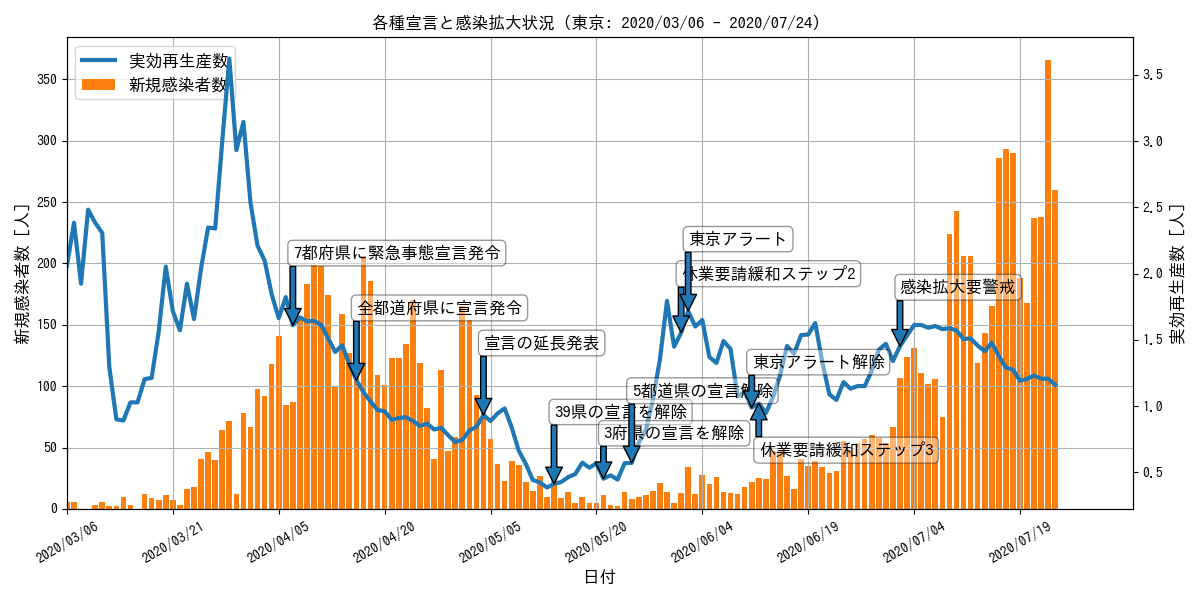 各種宣言と感染拡大状況 (東京: 2020/03/06 - 2020/07/24)
実効再生産数
新規感染者数
350
300
250
200
150
100
50
0
新規感染者数 [人]
3.5
3.0
2.5
2.0
1.5
1.0
0.5
実効再生産数 [人]
7都府県に緊急事態宣言発令
全都道府県に宣言発令
宣言の延長発表
39県の宣言を解除
3府県の宣言を解除
5都道県の宣言解除
休業要請緩和ステップ2
東京アラート
東京アラート解除
休業要請緩和ステップ3
感染拡大要警戒
2020/03/06
2020/03/21
2020/04/05
2020/04/20
2020/05/05
2020/05/20
2020/06/04
2020/06/19
2020/07/04
2020/07/19
日付